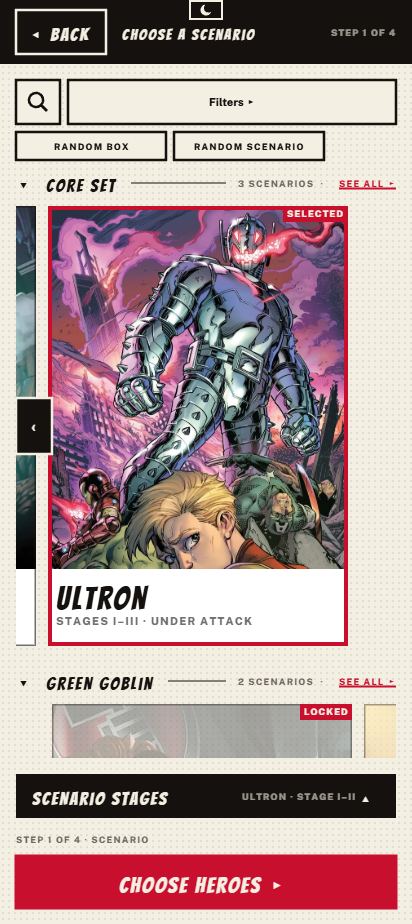 BACK
CHOOSE A SCENARIO
STEP 1 OF 4
Filters
RANDOM BOX
RANDOM SCENARIO
CORE SET
3 SCENARIOS ·
SEE ALL
SELECTED
ULTRON
STAGES I–III · UNDER ATTACK
GREEN GOBLIN
2 SCENARIOS ·
SEE ALL
LOCKED
SCENARIO STAGES
ULTRON · STAGE I–II
STEP 1 OF 4 · SCENARIO
CHOOSE HEROES